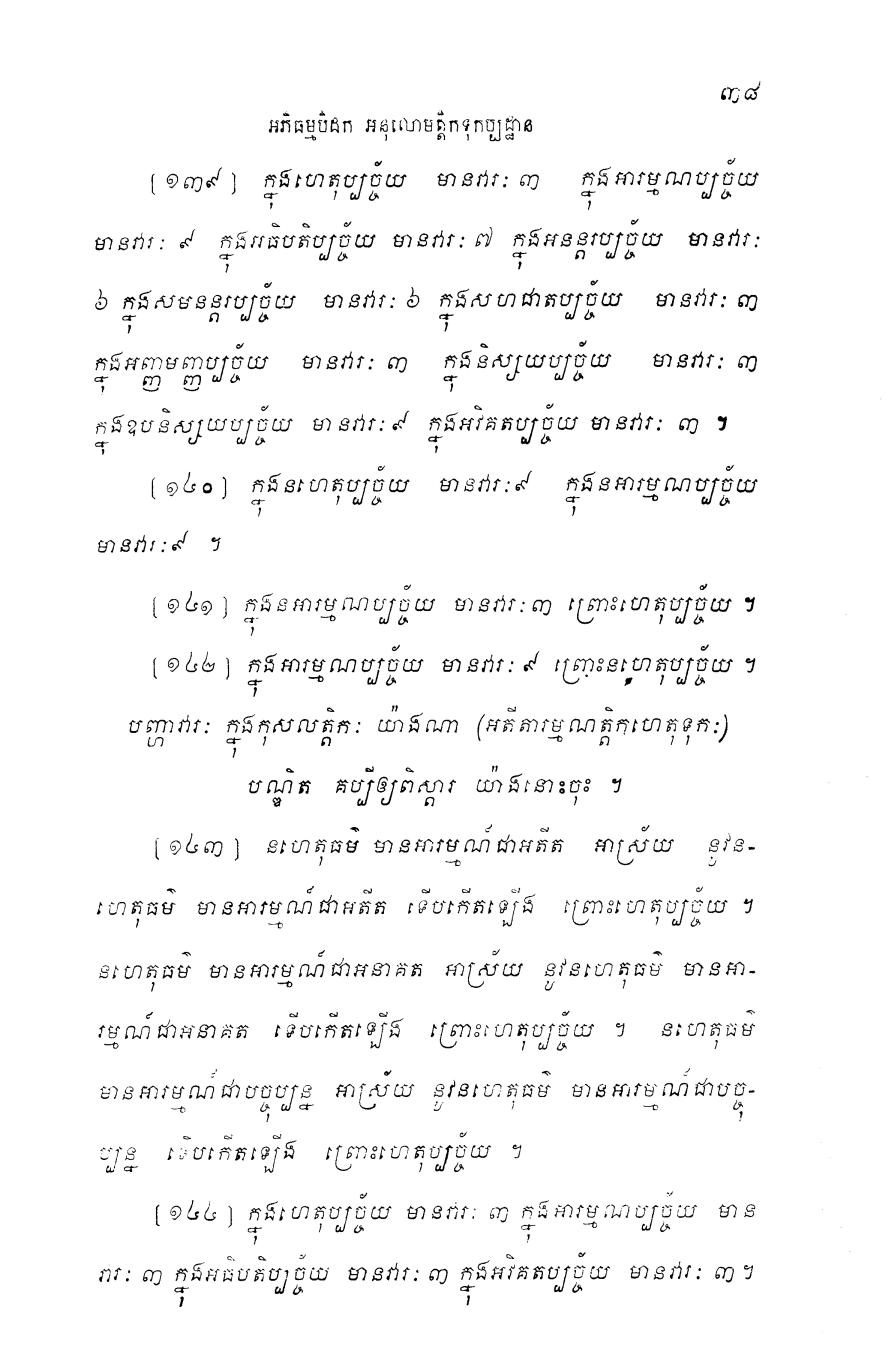 ៣៨
អភិធម្មបិដក អនុលោមត្តិកទុកប្បដ្ឋាន
[១៣៩] ក្នុងហេតុប្បច្ច័យ មានវារៈ ៣ ក្នុងអារម្មណប្បច្ច័យ
មានវារៈ ៩ ក្នុងអធិបតិប្បច្ច័យ មានវារៈ ៧ ក្នុងអនន្តរប្បច្ច័យ មានវារៈ
៦ ក្នុងសមនន្តរប្បច្ច័យ មានវារៈ ៦ ក្នុងសហជាតប្បច្ច័យ មានវារៈ ៣
ក្នុងអញ្ញាមញ្ញប្បច្ច័យ មានវារៈ ៣ ក្នុងនិស្សយប្បច្ច័យ មានវារៈ ៣
ក្នុងឧបនិស្សយប្បច្ច័យ មានវារៈ ៩ ក្នុងអវិគតប្បច្ច័យ មានវារៈ ៣ ។
[១៤០] ក្នុងនហេតុប្បច្ច័យ មានវារៈ ៩ ក្នុងនអារម្មណប្បច្ច័យ
មានវារៈ ៩ ។
[១៤១] ក្នុងនអារម្មណប្បច្ច័យ មានវារៈ ៣ ព្រោះហេតុប្បច្ច័យ ។
[១៤២] ក្នុងអារម្មណប្បច្ច័យ មានវារៈ ៩ ព្រោះនហេតុប្បច្ច័យ ។
បញ្ហាវារៈ ក្នុងកុសលត្តិកៈ យ៉ាងណា (អតីតារម្មណត្តិកហេតុទុកៈ)
បណ្ឌិត គប្បីឲ្យពិស្តារ យ៉ាងនោះចុះ ។
[១៤៣] នហេតុធម៌ មានអារម្មណ៍ជាអតីត អាស្រ័យ នូវន-
ហេតុធម៌ មានអារម្មណ៍ជាអតីត ទើបកើតឡើង ព្រោះហេតុប្បច្ច័យ ។
នហេតុធម៌ មានអារម្មណ៍ជាអនាគត អាស្រ័យ នូវនហេតុធម៌ មានអា-
រម្មណ៍ជាអនាគត ទើបកើតឡើង ព្រោះហេតុប្បច្ច័យ ។ នហេតុធម៌
មានអារម្មណ៍ជាបច្ចុប្បន្ន អាស្រ័យ នូវនហេតុធម៌ មានអារម្មណ៍ជាបច្ចុ-
ប្បន្ន ទើបកើតឡើង ព្រោះហេតុប្បច្ច័យ ។
[១៤៤] ក្នុងហេតុប្បច្ច័យ មានវារៈ ៣ ក្នុងអារម្មណប្បច្ច័យ មាន
វារៈ ៣ ក្នុងអធិបតិប្បច្ច័យ មានវារៈ ៣ ក្នុងអវិគតប្បច្ច័យ មានវារៈ ៣ ។